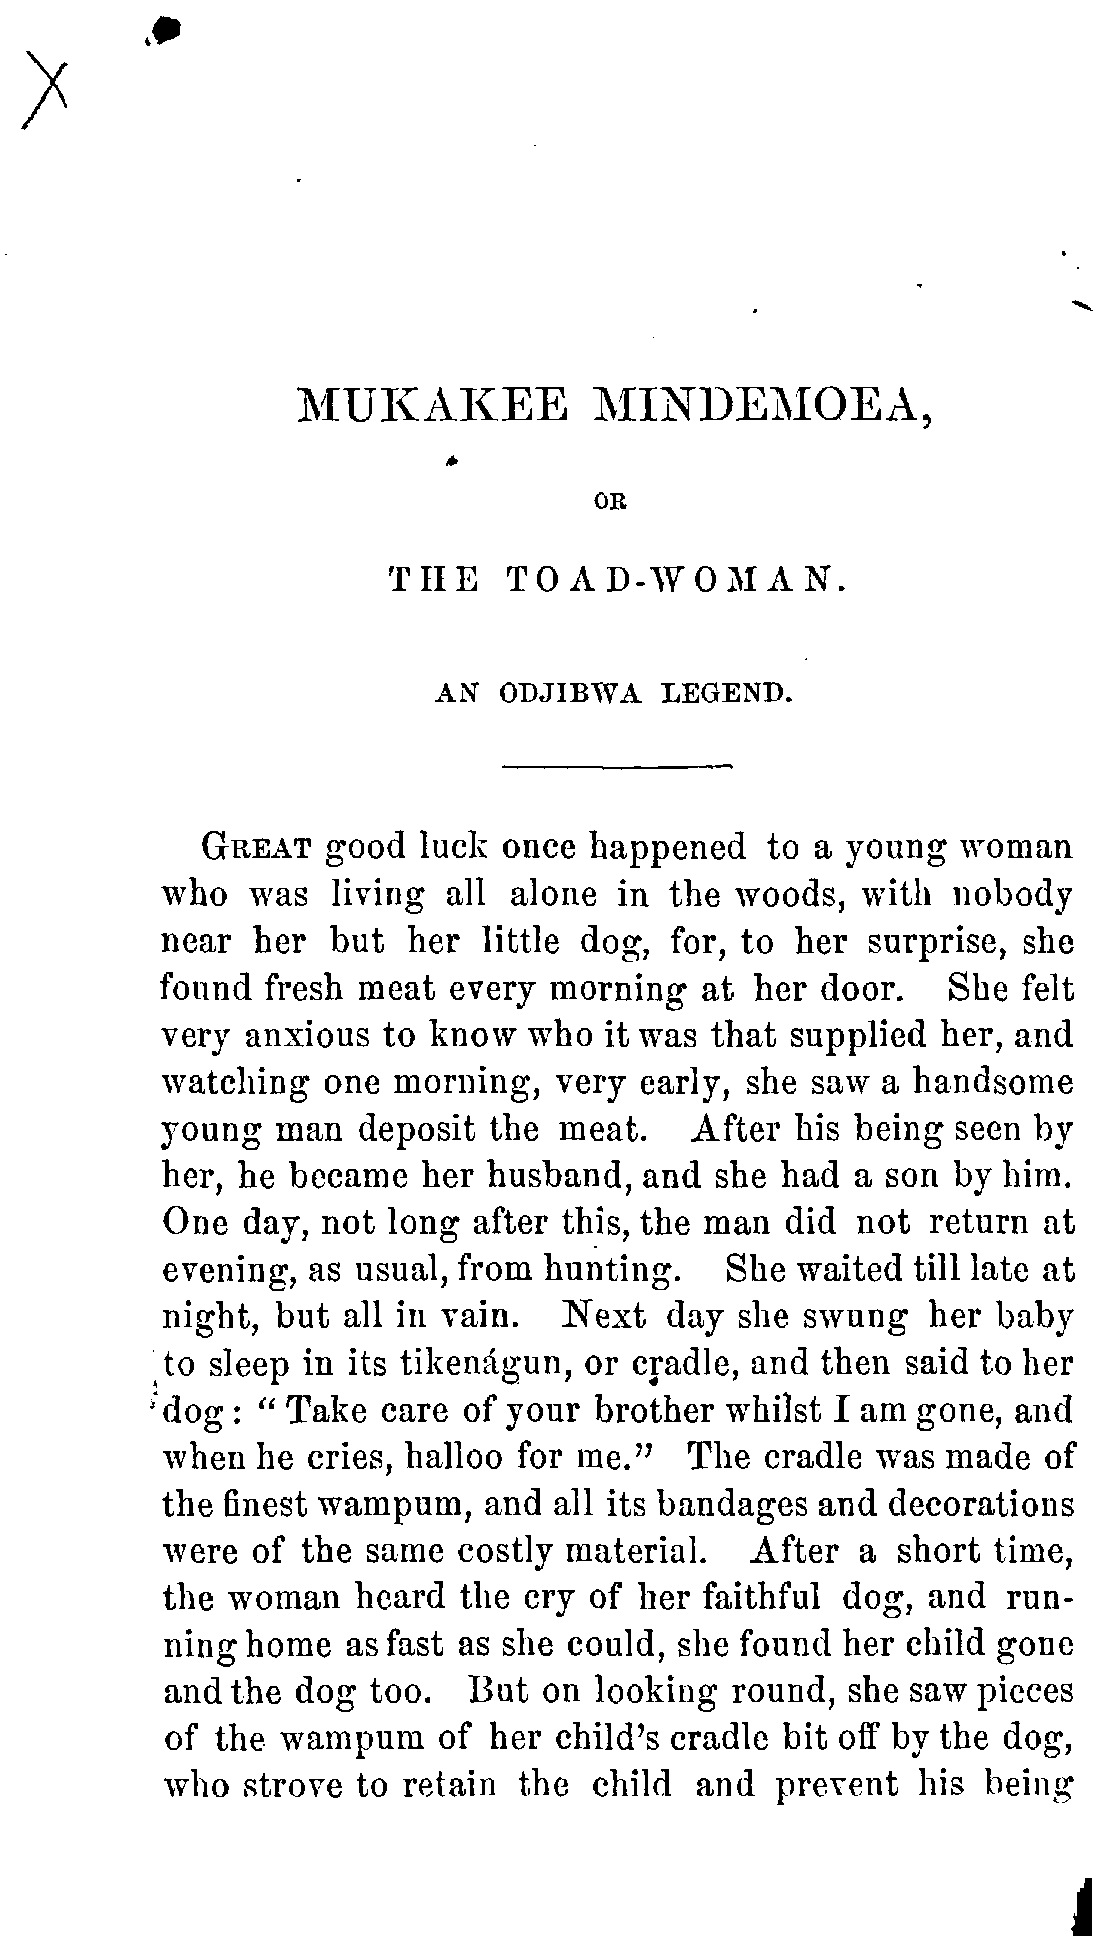 MUKAKEE MINDEMOEA,
OR
THE TOAD-WOMAN.
AN ODJIBWA LEGEND.
GREAT good luck once happened to a young woman
who was living all alone in the woods, with nobody
near her but her little dog, for, to her surprise, she
found fresh meat every morning at her door. She felt
very anxious to know who it was that supplied her, and
watching one morning, very early, she saw a handsome
young man deposit the meat. After his being seen by
her, he became her husband, and she had a son by him.
One day, not long after this, the man did not return at
evening, as usual, from hunting. She waited till late at
night, but all in vain. Next day she swung her baby
to sleep in its tikenágun, or cradle, and then said to her
dog: “Take care of your brother whilst I am gone, and
when he cries, halloo for me.” The cradle was made of
the finest wampum, and all its bandages and decorations
were of the same costly material. After a short time,
the woman heard the cry of her faithful dog, and run-
ning home as fast as she could, she found her child gone
and the dog too. But on looking round, she saw pieces
of the wampum of her child's cradle bit off by the dog,
who strove to retain the child and prevent his being